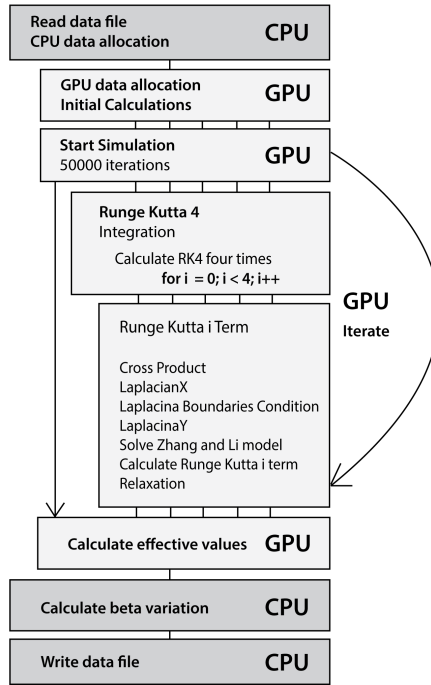 Read data file
CPU data allocation
CPU
GPU data allocation
Initial Calculations
GPU
Start Simulation
50000 iterations
GPU
Runge Kutta 4
Integration
Calculate RK4 four times
for i = 0; i < 4; i++
GPU
Iterate
Runge Kutta i Term
Cross Product
LaplacianX
Laplacina Boundaries Condition
LaplacinaY
Solve Zhang and Li model
Calculate Runge Kutta i term
Relaxation
Calculate effective values GPU
Calculate beta variation CPU
Write data file CPU